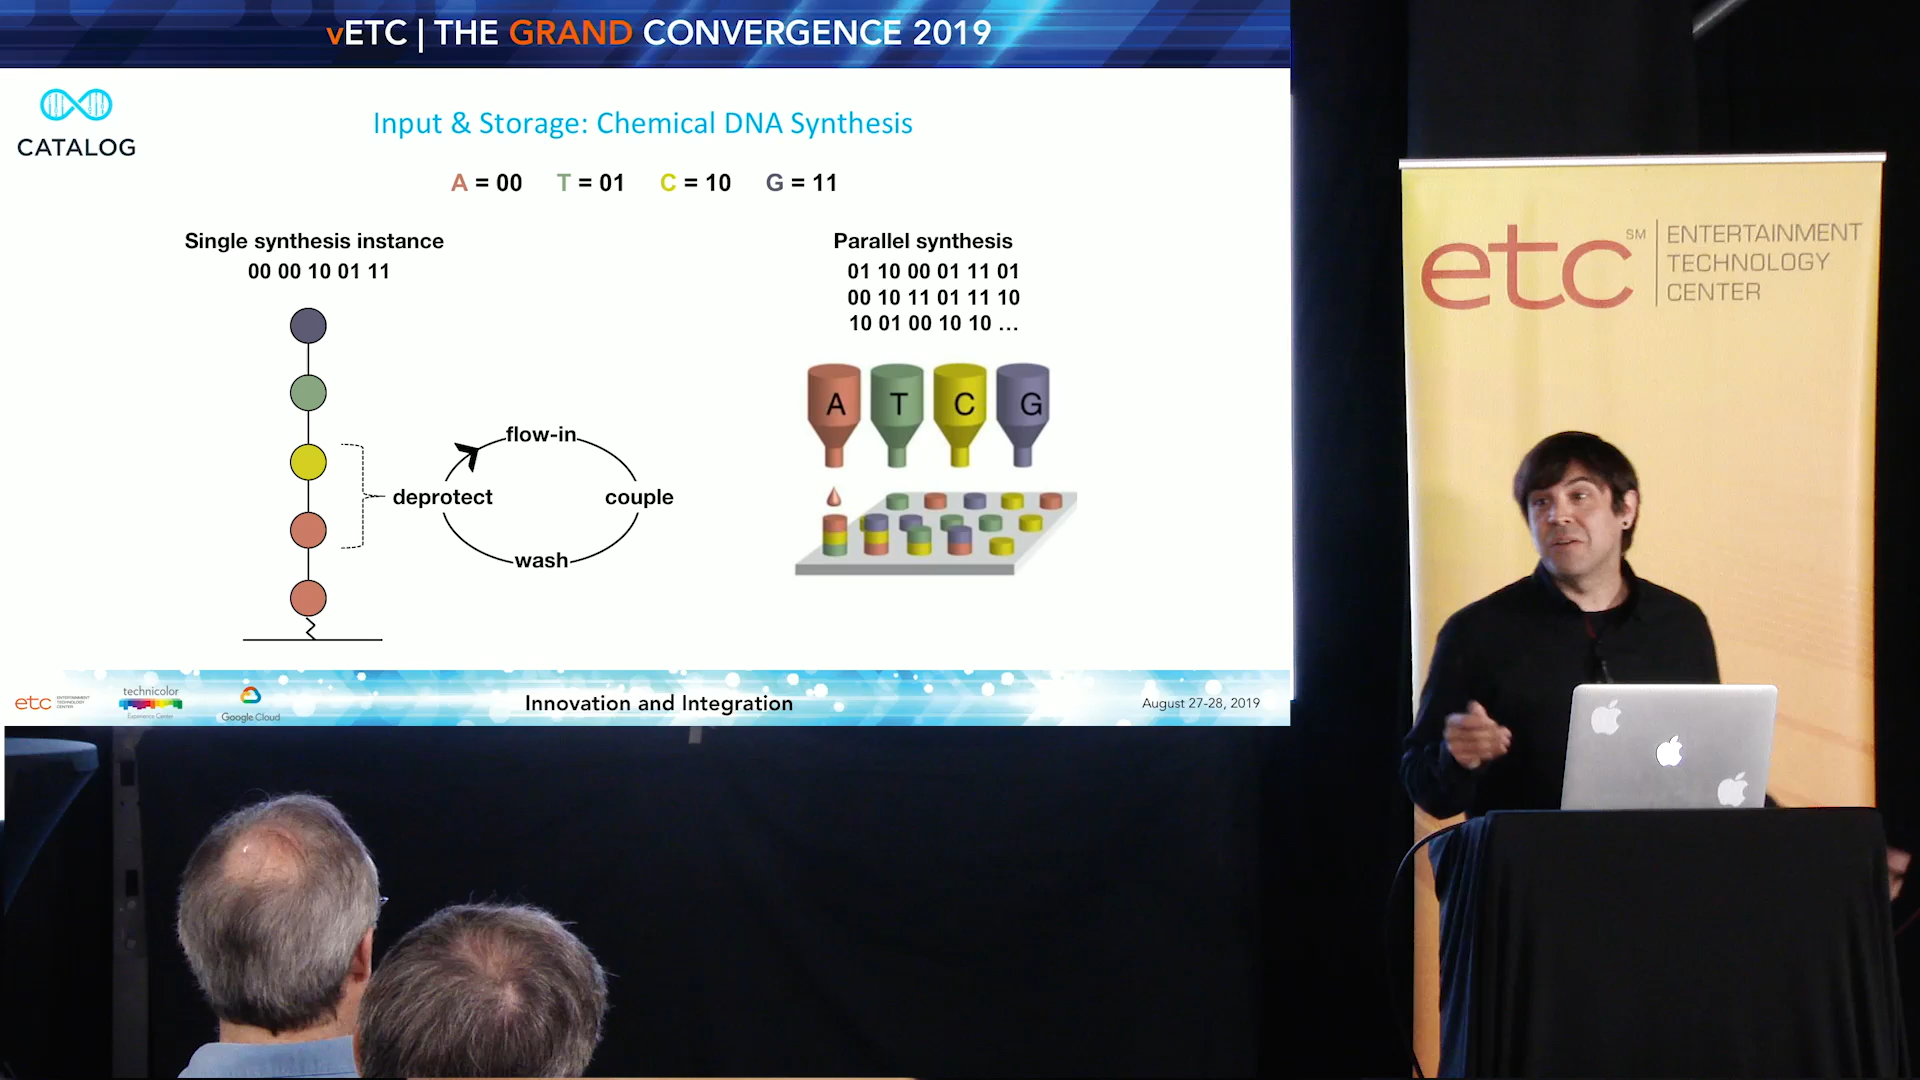 vETC | THE GRAND CONVERGENCE 2019
CATALOG
Input & Storage: Chemical DNA Synthesis
A = 00 T = 01 C = 10 G = 11
Single synthesis instance
00 00 10 01 11
flow-in
deprotect
couple
wash
Parallel synthesis
01 10 00 01 11 01
00 10 11 01 11 10
10 01 00 10 10 ...
A T C G
etc ENTERTAINMENT TECHNOLOGY CENTER
technicolor
Experience Center
Google Cloud
Innovation and Integration
August 27-28, 2019
etc SM
ENTERTAINMENT
TECHNOLOGY
CENTER